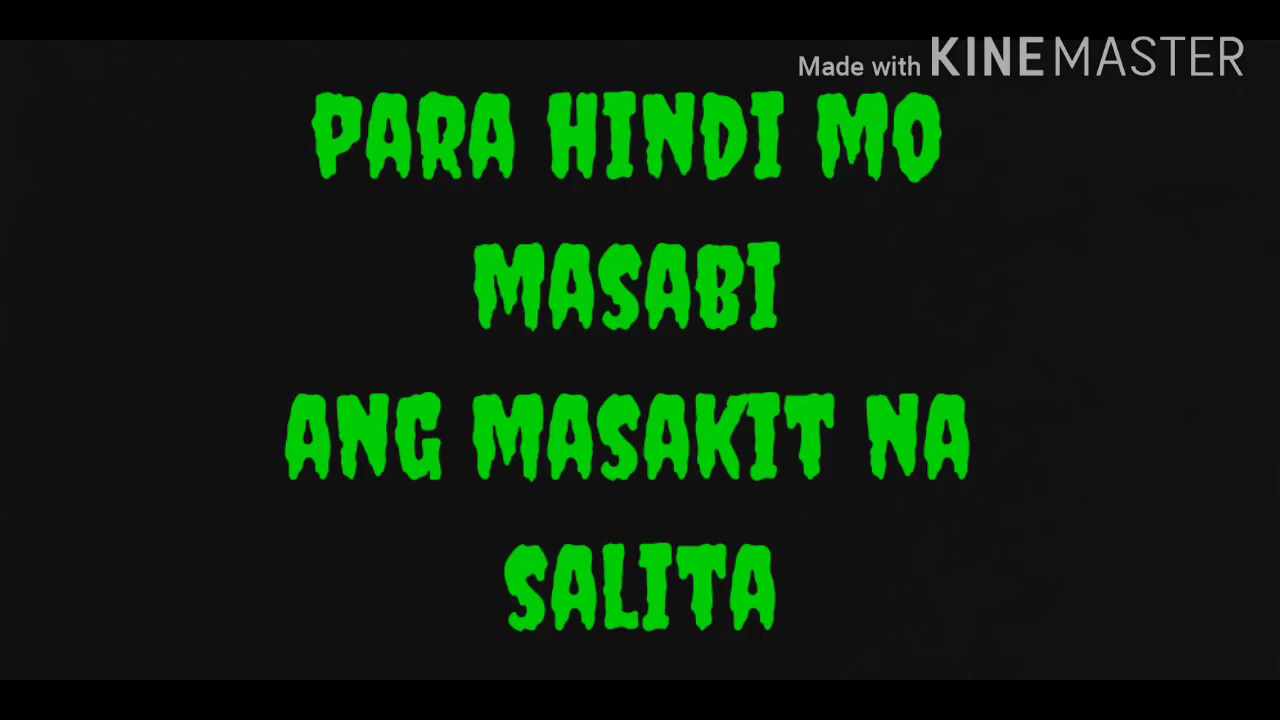 Made with KINEMASTER
PARA HINDI MO
MASABI
ANG MASAKIT NA
SALITA